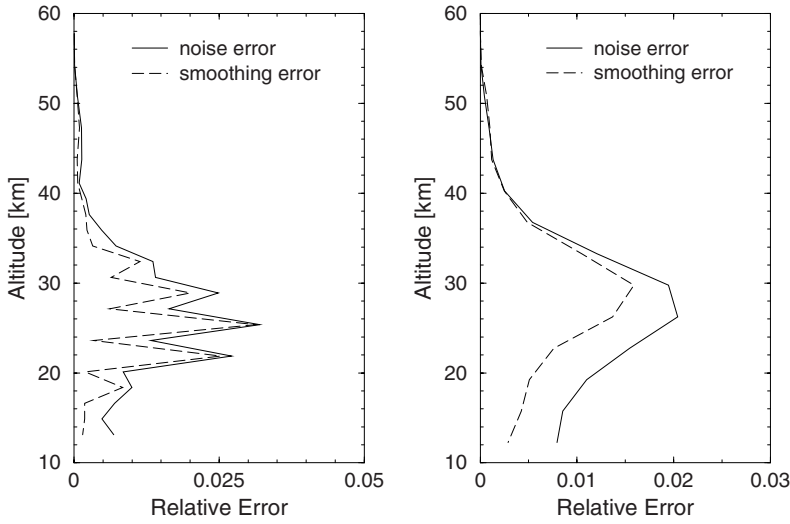 60
50
40
30
20
10
Altitude [km]
noise error
smoothing error
0
0.025
0.05
Relative Error
60
50
40
30
20
10
Altitude [km]
noise error
smoothing error
0
0.01
0.02
0.03
Relative Error